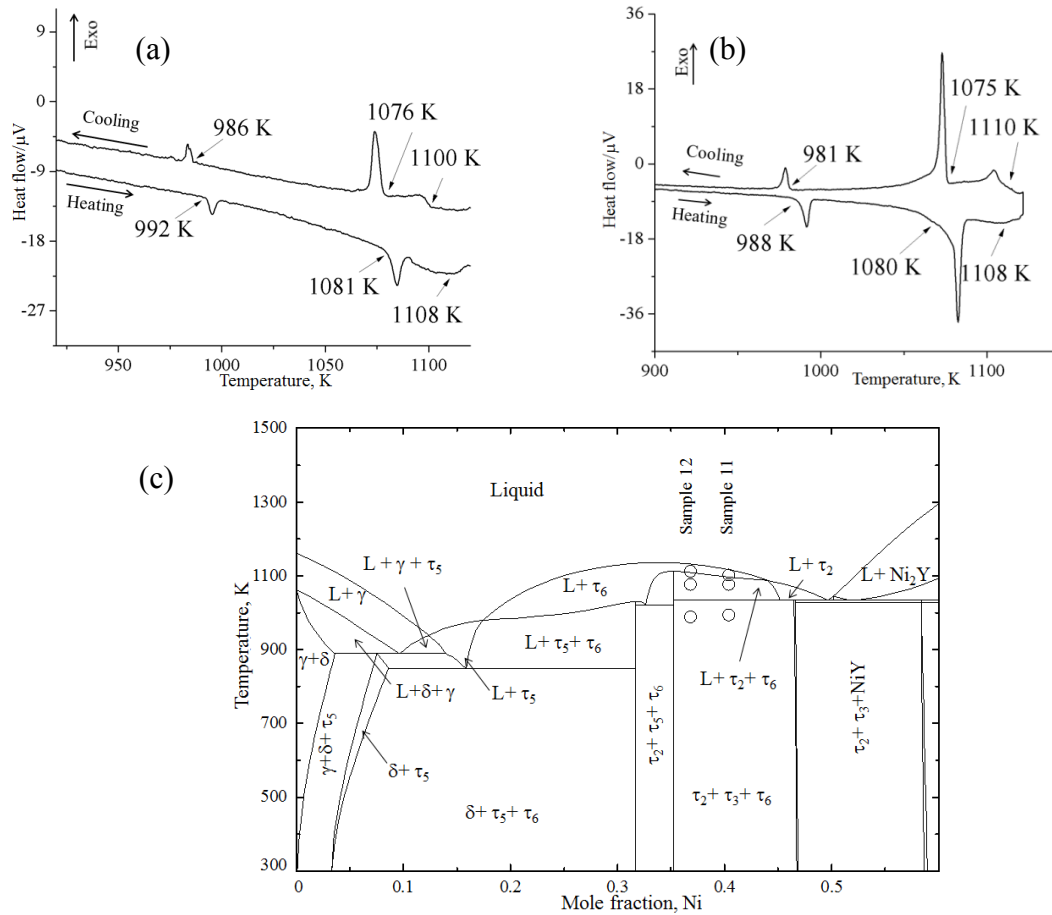 (a)
Exo
9
0
-9
-18
-27
Heat flow/μV
Cooling
Heating
986 K
1076 K
1100 K
992 K
1081 K
1108 K
950
1000
1050
1100
Temperature, K
(b)
Exo
36
18
0
-18
-36
Heat flow/μV
Cooling
Heating
981 K
1075 K
1110 K
988 K
1080 K
1108 K
900
1000
1100
Temperature, K
(c)
1500
1300
1100
900
700
500
300
Temperature, K
Liquid
Sample 12
Sample 11
L + γ + τ5
L + γ
L + τ6
L + τ2
L + Ni2Y
γ+δ
L+δ+ γ
L + τ5
L + τ5 + τ6
L + τ2 + τ6
γ+δ+ τ5
δ+ τ5
δ+ τ5 + τ6
τ2 + τ5 + τ6
τ2 + τ3 + τ6
τ2 + τ3 +NiY
0
0.1
0.2
0.3
0.4
0.5
Mole fraction, Ni